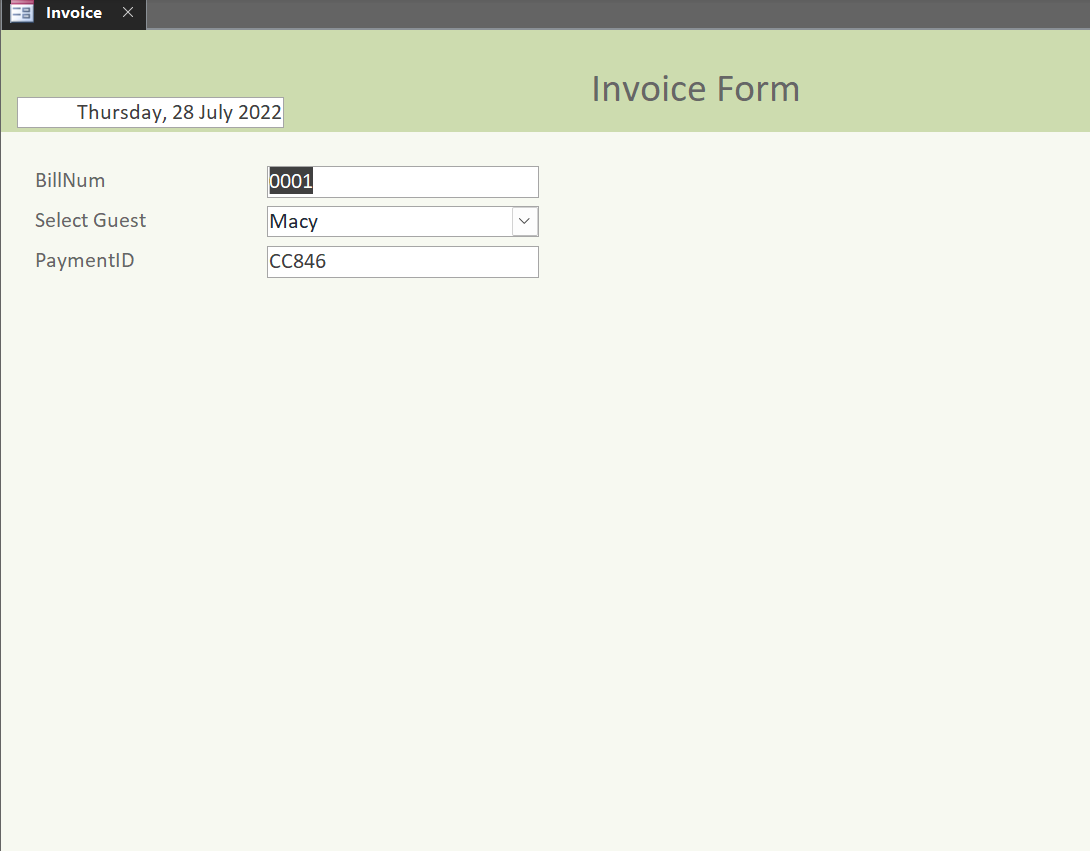 Invoice
Invoice Form
Thursday, 28 July 2022
BillNum 0001
Select Guest Macy
PaymentID CC846